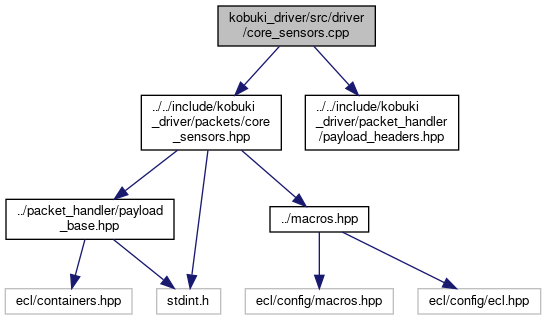 kobuki_driver/src/driver
/core_sensors.cpp
../../include/kobuki
_driver/packets/core
_sensors.hpp
../../include/kobuki
_driver/packet_handler
/payload_headers.hpp
../packet_handler/payload
_base.hpp
../macros.hpp
ecl/containers.hpp
stdint.h
ecl/config/macros.hpp
ecl/config/ecl.hpp